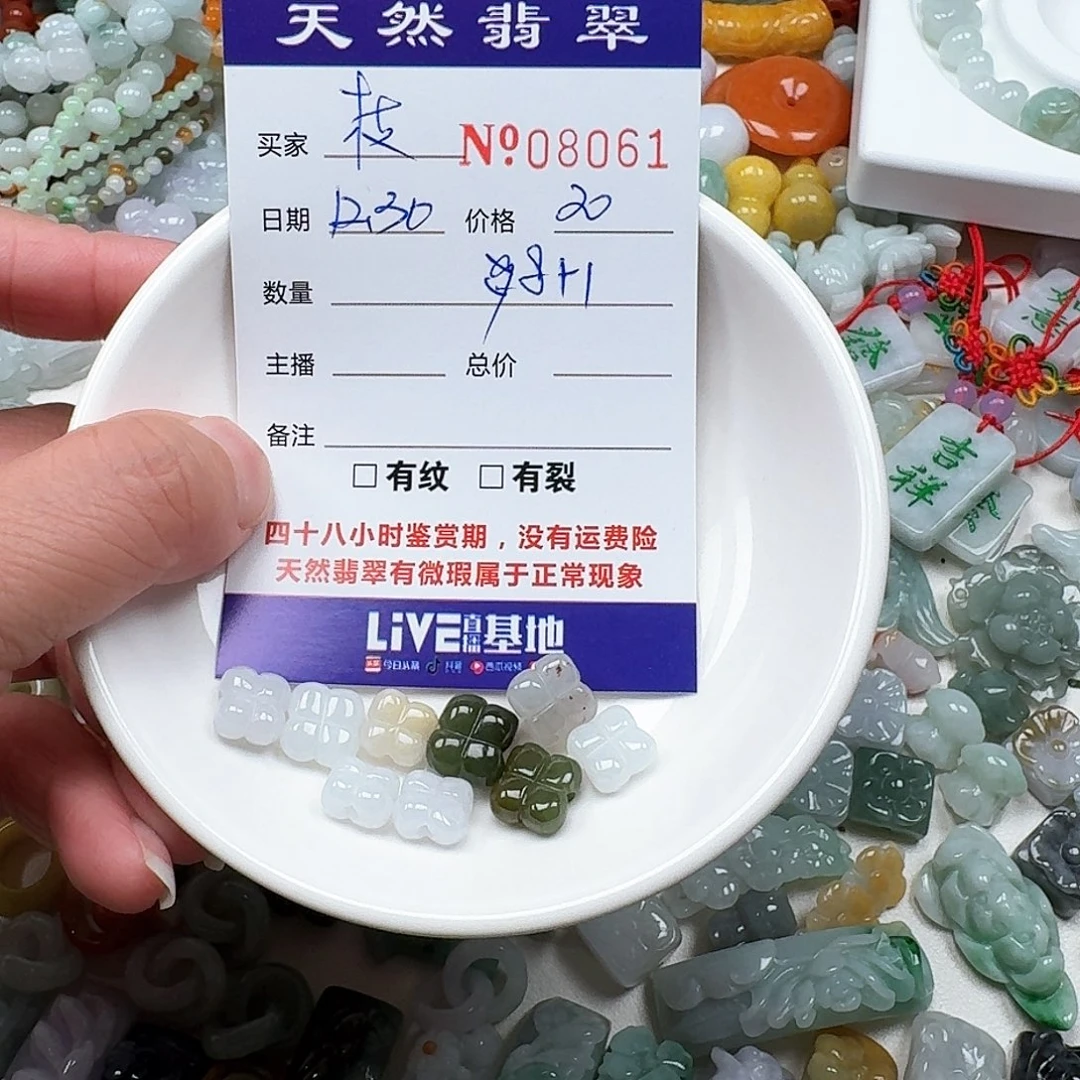 天然翡翠
买家 枝 №08061
日期 12.30 价格 20
数量 8+1
主播 总价
备注
□有纹 □有裂
四十八小时鉴赏期,没有运费险
天然翡翠有微瑕属于正常现象
LiVE直播基地
今日头条 抖音 西瓜视频
吉祥